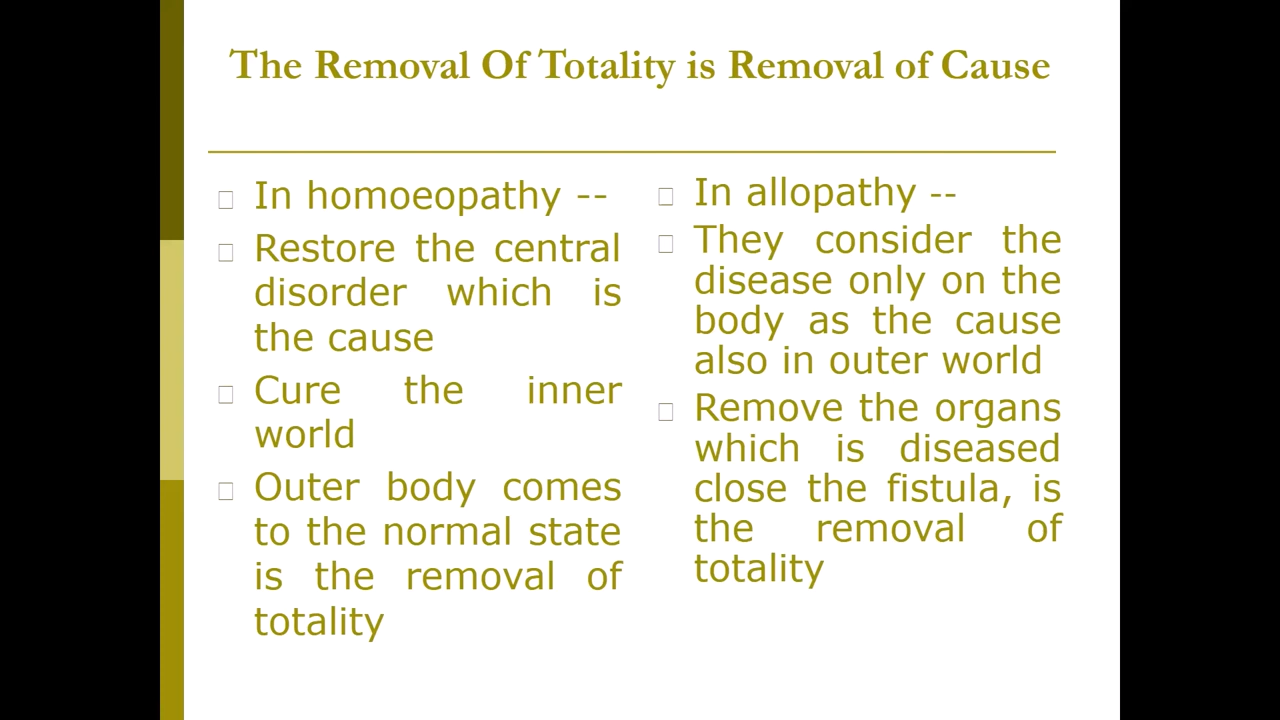 The Removal Of Totality is Removal of Cause
In homoeopathy --
Restore the central
disorder which is
the cause
Cure the inner
world
Outer body comes
to the normal state
is the removal of
totality
In allopathy --
They consider the
disease only on the
body as the cause
also in outer world
Remove the organs
which is diseased
close the fistula, is
the removal of
totality